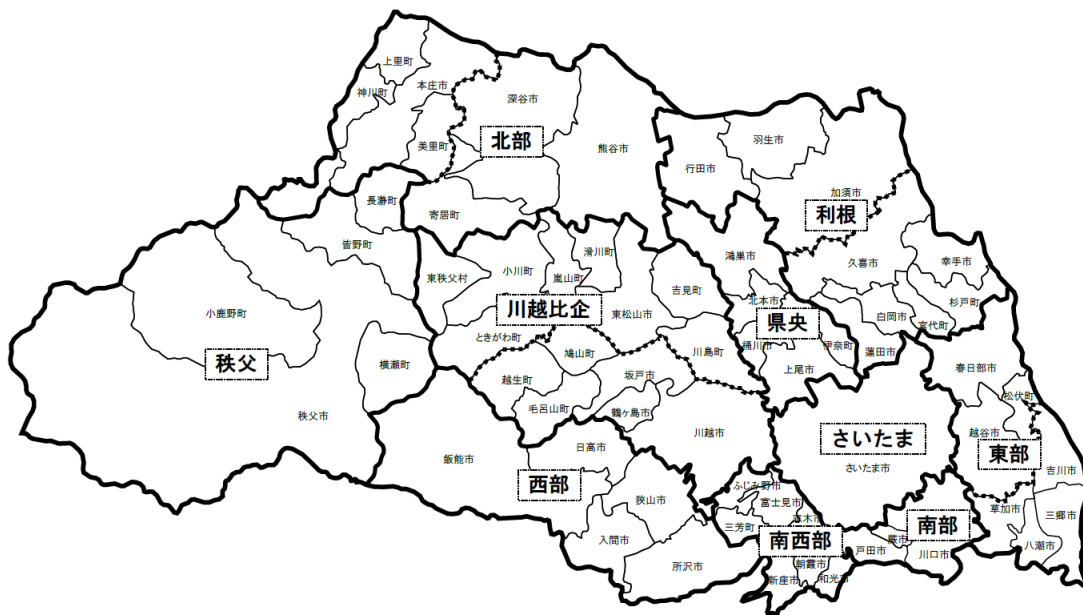 上里町
神川町
本庄市
美里町
深谷市
北部
熊谷市
寄居町
長瀞町
皆野町
小鹿野町
秩父
横瀬町
秩父市
行田市
羽生市
加須市
利根
久喜市
幸手市
杉戸町
白岡市
宮代町
蓮田市
鴻巣市
北本市
県央
桶川市
伊奈町
上尾市
東秩父村
小川町
嵐山町
滑川町
吉見町
川越比企
東松山市
ときがわ町
鳩山町
川島町
越生町
坂戸市
毛呂山町
鶴ヶ島市
川越市
飯能市
日高市
西部
狭山市
入間市
所沢市
さいたま
さいたま市
春日部市
松伏町
越谷市
東部
吉川市
草加市
三郷市
八潮市
ふじみ野市
富士見市
三芳町
志木市
南西部
朝霞市
新座市
和光市
南部
蕨市
戸田市
川口市